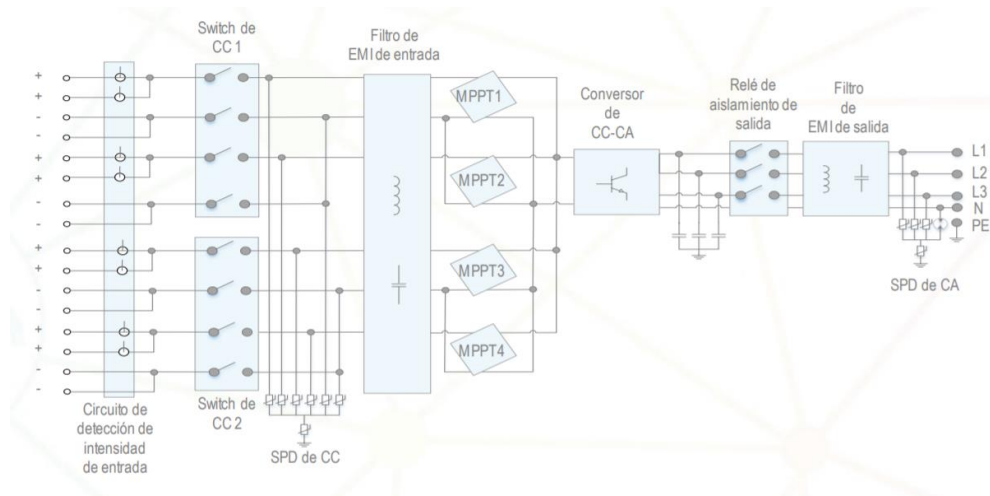 Switch de
CC 1
Filtro de
EMI de entrada
+
+
-
-
+
+
-
-
+
+
-
-
+
+
-
-
MPPT1
MPPT2
MPPT3
MPPT4
Conversor
de
CC-CA
Relé de
aislamiento de
salida
Filtro
de
EMI de salida
L1
L2
L3
N
PE
SPD de CA
Circuito de
detección de
intensidad
de entrada
Switch de
CC 2
SPD de CC